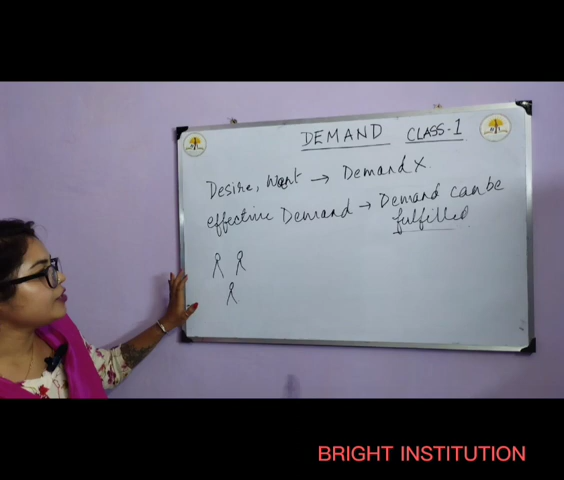 DEMAND CLASS-1
Desire, Want → Demand X
effective Demand → Demand can be
fulfilled
BRIGHT INSTITUTION